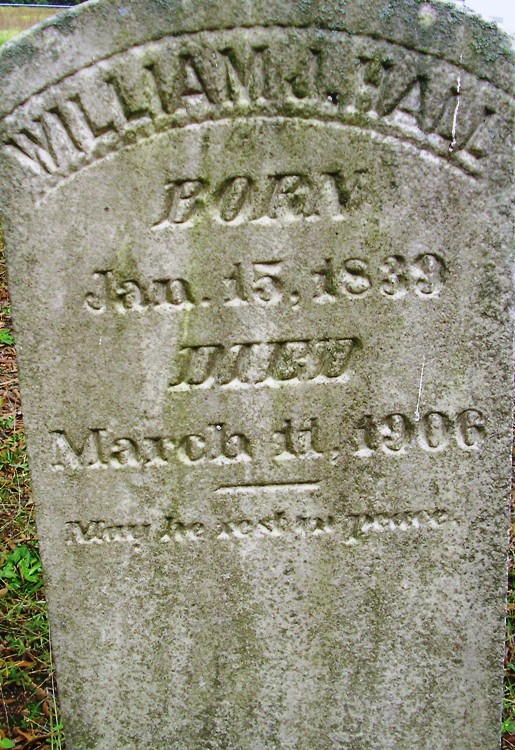 WILLIAM J. HALL
BORN
Jan. 15, 1839
DIED
March 11, 1906
May he rest in peace.